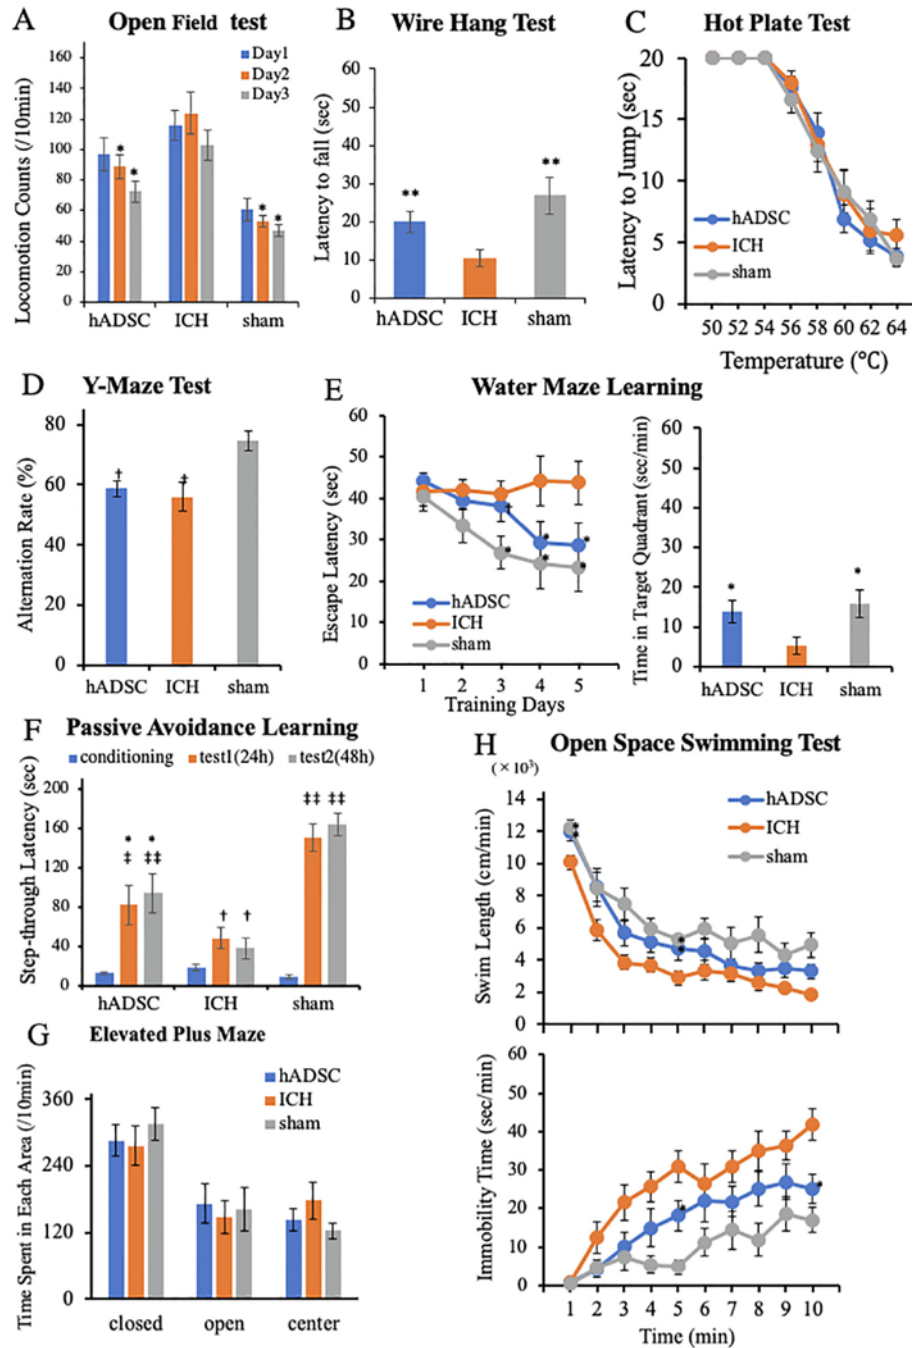 A Open Field test
Locomotion Counts (/10min)
160
140
120
100
80
60
40
20
0
Day1
Day2
Day3
* * * *
hADSC ICH sham
B Wire Hang Test
Latency to fall (sec)
60
50
40
30
20
10
0
** **
hADSC ICH sham
C Hot Plate Test
Latency to Jump (sec)
20
15
10
5
0
hADSC
ICH
sham
50 52 54 56 58 60 62 64
Temperature (°C)
D Y-Maze Test
Alternation Rate (%)
80
60
40
20
0
† ‡
hADSC ICH sham
E Water Maze Learning
Escape Latency (sec)
60
50
40
30
20
10
0
hADSC
ICH
sham
1 2 3 4 5
Training Days
Time in Target Quadrant (sec/min)
60
50
40
30
20
10
0
* *
hADSC ICH sham
F Passive Avoidance Learning
conditioning test1(24h) test2(48h)
Step-through Latency (sec)
200
160
120
80
40
0
* *
‡ ‡‡ † † ‡‡ ‡‡
hADSC ICH sham
G Elevated Plus Maze
Time Spent in Each Area (/10min)
360
240
120
0
hADSC
ICH
sham
closed open center
H Open Space Swimming Test
(×10³)
Swim Length (cm/min)
14
12
10
8
6
4
2
0
hADSC
ICH
sham
Immobility Time (sec/min)
60
50
40
30
20
10
0
1 2 3 4 5 6 7 8 9 10
Time (min)